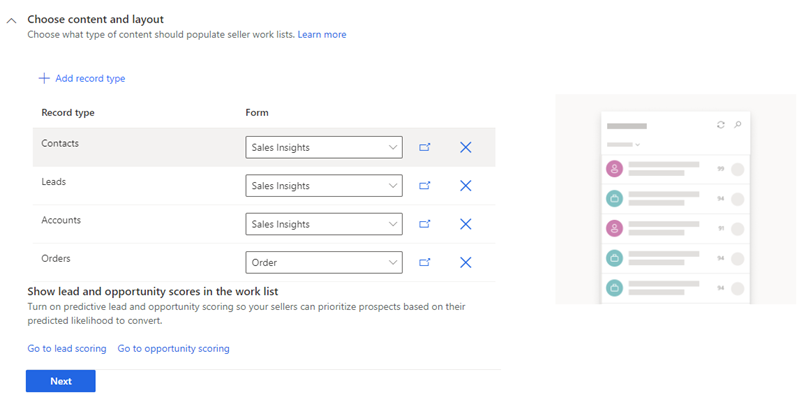 Choose content and layout
Choose what type of content should populate seller work lists. Learn more
Add record type
Record type Form
Contacts Sales Insights
Leads Sales Insights
Accounts Sales Insights
Orders Order
Show lead and opportunity scores in the work list
Turn on predictive lead and opportunity scoring so your sellers can prioritize prospects based on their
predicted likelihood to convert.
Go to lead scoring Go to opportunity scoring
Next
99
94
91
94
94